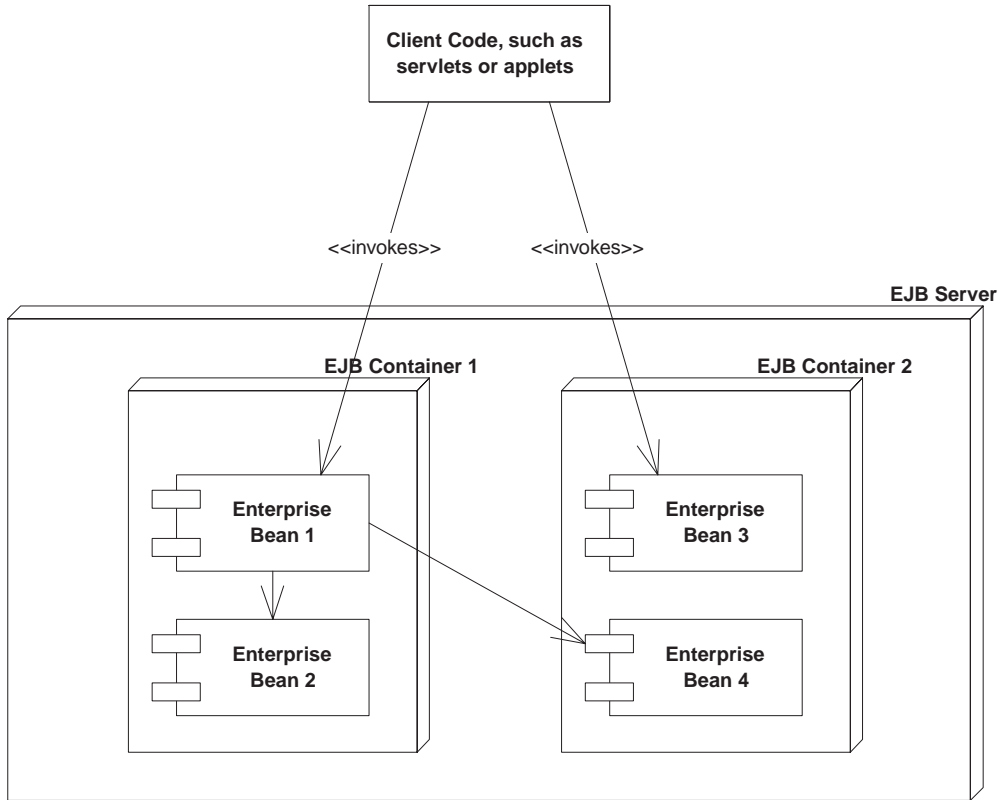 Client Code, such as
servlets or applets
<<invokes>>
<<invokes>>
EJB Server
EJB Container 1
EJB Container 2
Enterprise
Bean 1
Enterprise
Bean 3
Enterprise
Bean 2
Enterprise
Bean 4